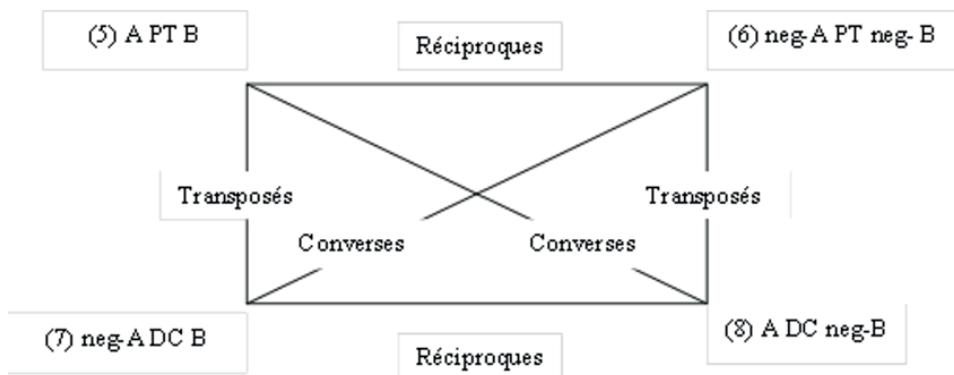 (5) A PT B
Réciproques
(6) neg-A PT neg- B
Transposés
Transposés
Converses
Converses
(7) neg-A DC B
Réciproques
(8) A DC neg-B